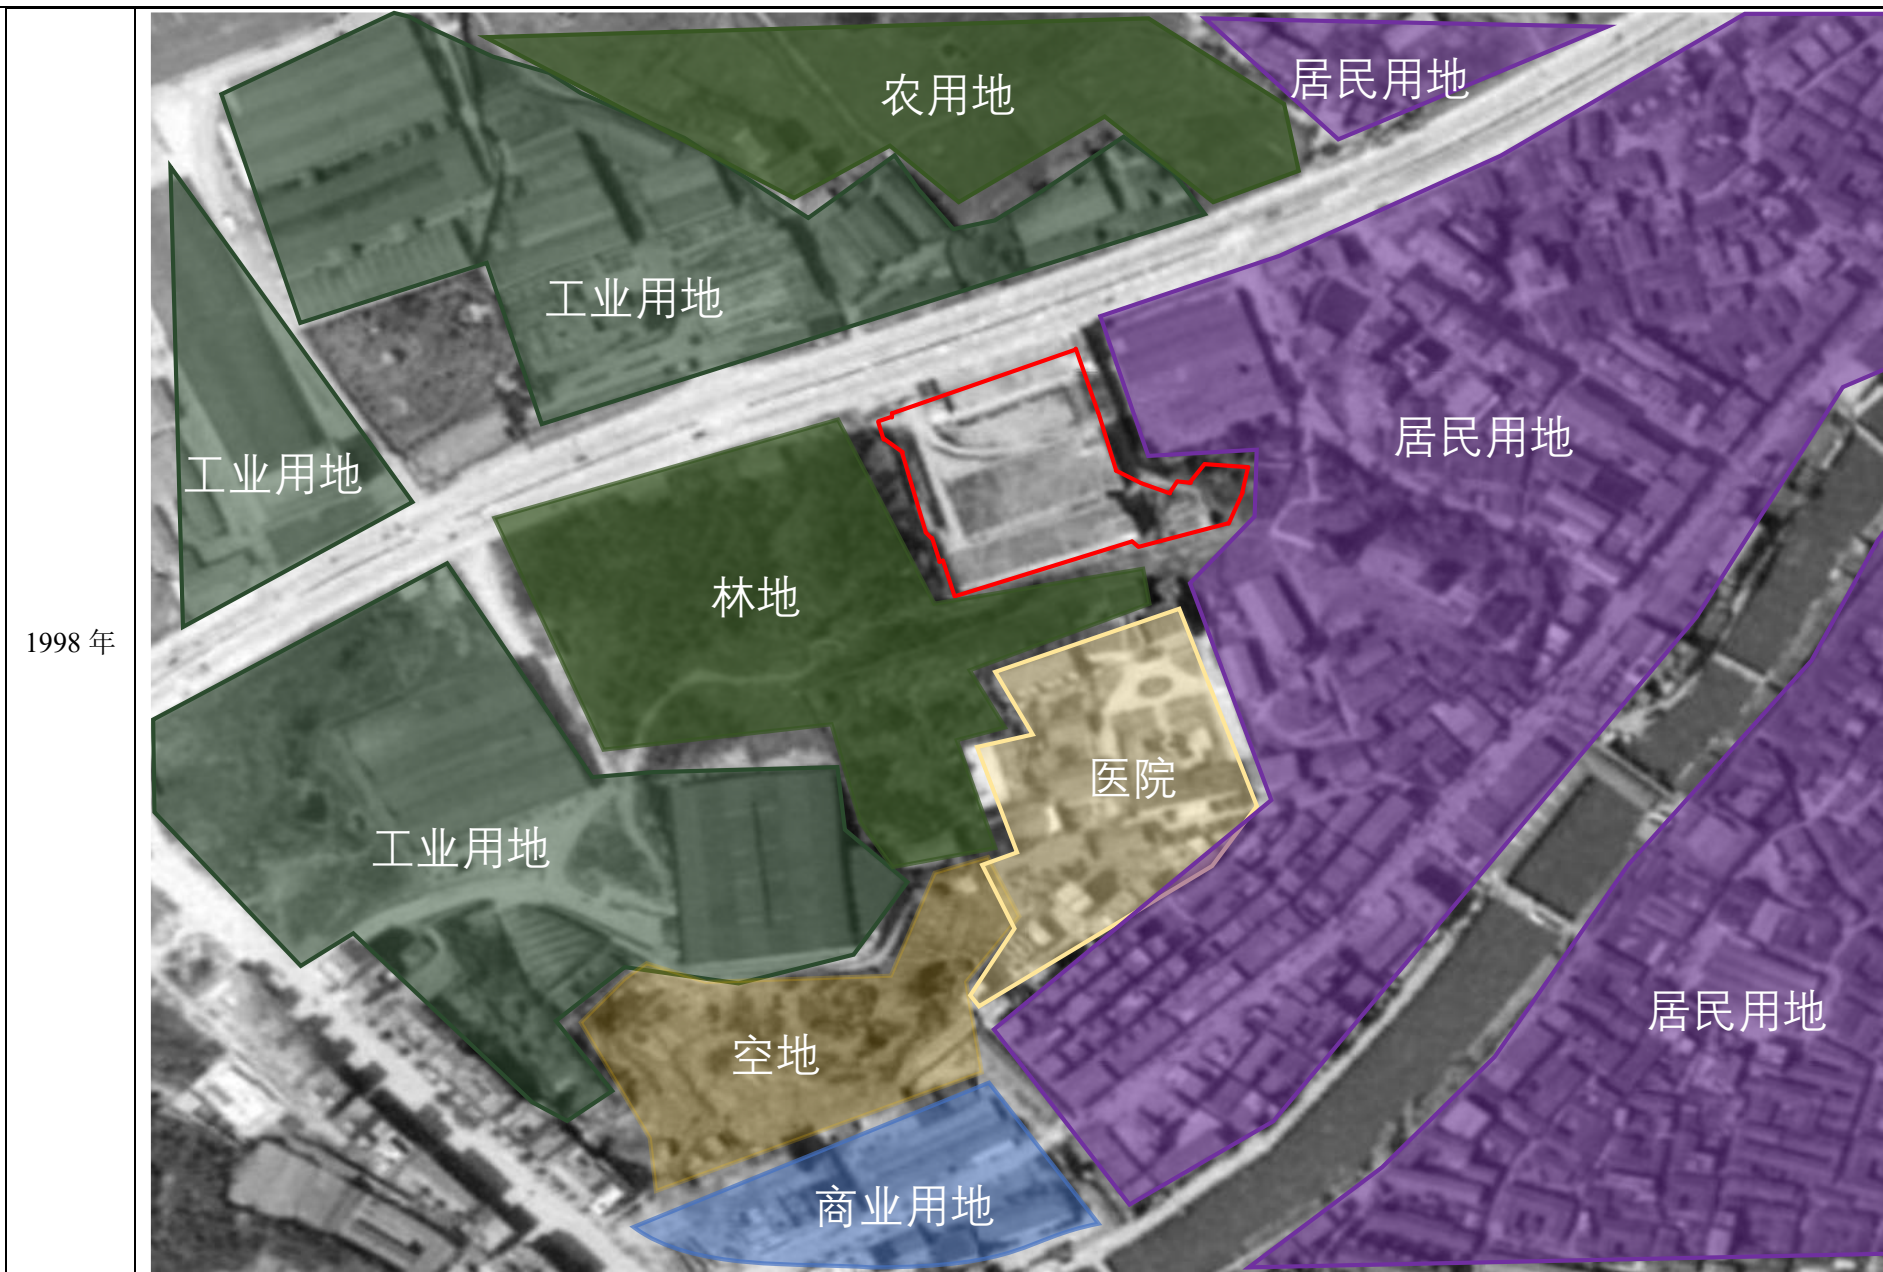 农用地
居民用地
工业用地
工业用地
居民用地
林地
1998 年
医院
工业用地
居民用地
空地
商业用地